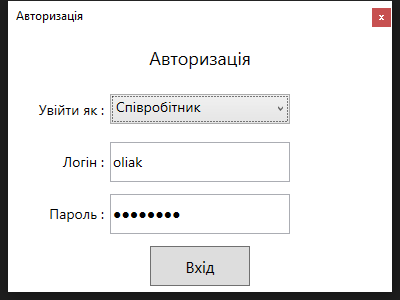 Авторизація
Авторизація
Увійти як :
Співробітник
Логін :
oliak
Пароль :
●●●●●●●●
Вхід